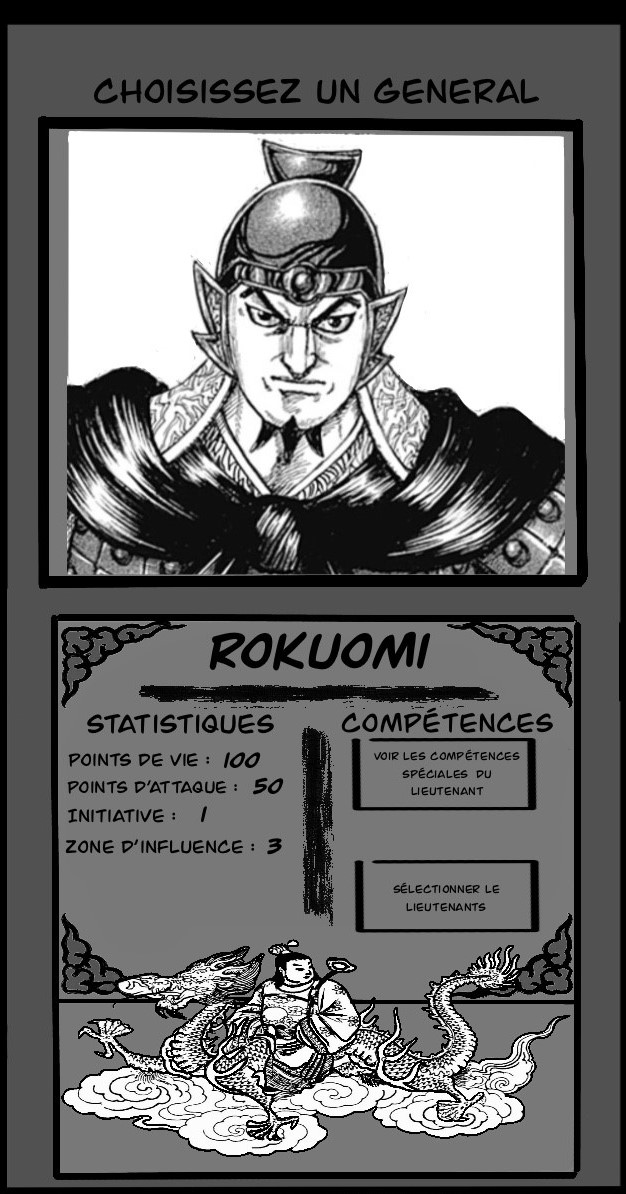 CHOISISSEZ UN GENERAL
ROKUOMI
STATISTIQUES
POINTS DE VIE : 100
POINTS D'ATTAQUE : 50
INITIATIVE : 1
ZONE D'INFLUENCE : 3
COMPÉTENCES
VOIR LES COMPÉTENCES
SPÉCIALES DU
LIEUTENANT
SÉLECTIONNER LE
LIEUTENANTS